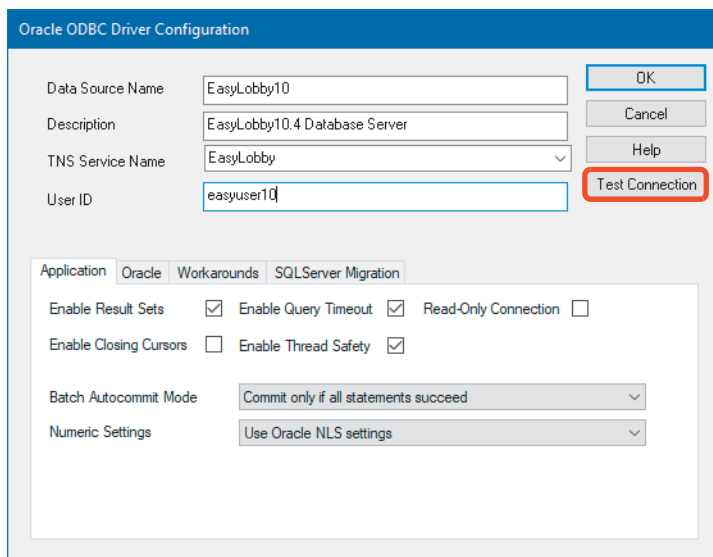 Oracle ODBC Driver Configuration
Data Source Name EasyLobby10 OK
Description EasyLobby10.4 Database Server Cancel
TNS Service Name EasyLobby Help
User ID easyuser10 Test Connection
Application Oracle Workarounds SQLServer Migration
Enable Result Sets Enable Query Timeout Read-Only Connection
Enable Closing Cursors Enable Thread Safety
Batch Autocommit Mode Commit only if all statements succeed
Numeric Settings Use Oracle NLS settings